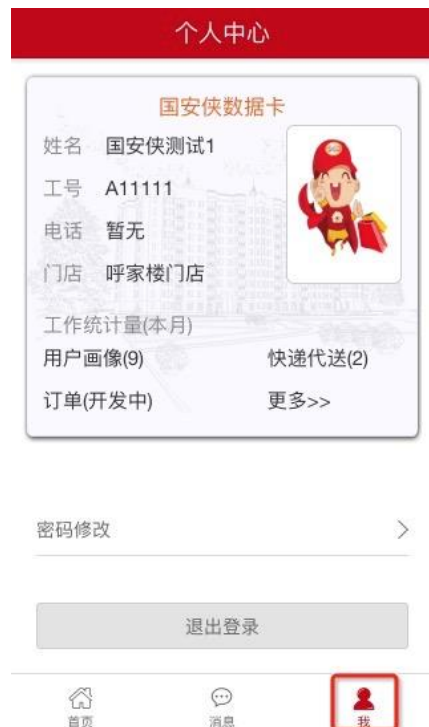 个人中心
国安侠数据卡
姓名 国安侠测试1
工号 A11111
电话 暂无
门店 呼家楼门店
工作统计量(本月)
用户画像(9) 快递代送(2)
订单(开发中) 更多>>
密码修改
退出登录
首页 消息 我